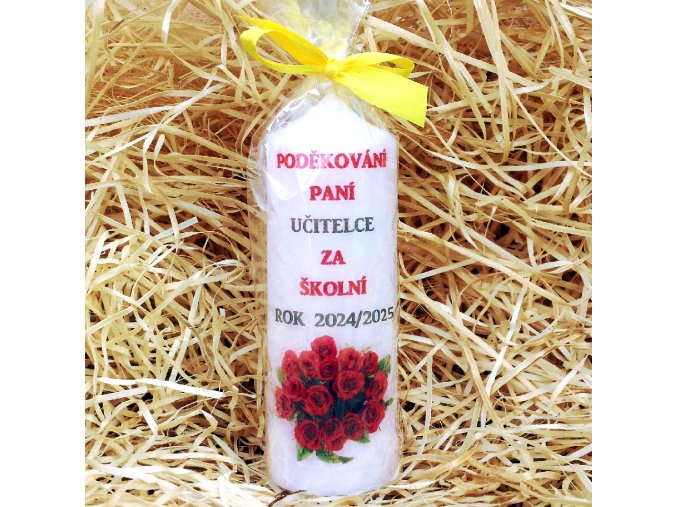 PODĚKOVÁNÍ
PANÍ
UČITELCE
ZA
ŠKOLNÍ
ROK 2024/2025